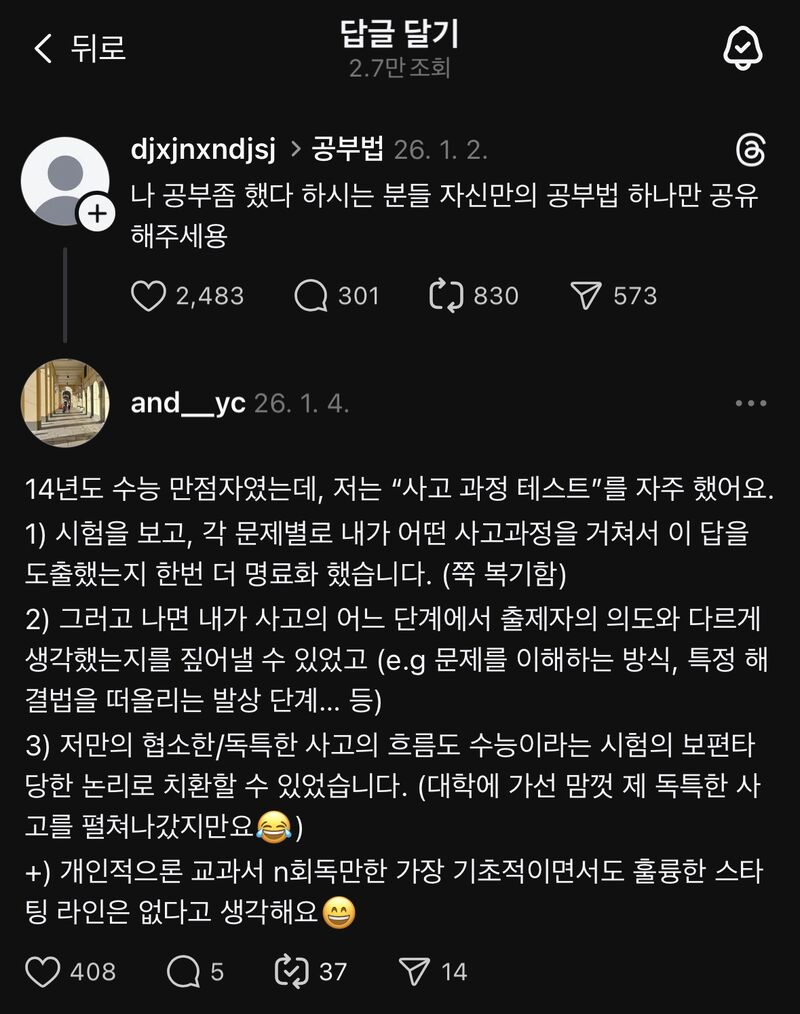 뒤로
답글 달기
2.7만 조회
djxjnxndjsj > 공부법 26. 1. 2.
나 공부좀 했다 하시는 분들 자신만의 공부법 하나만 공유
해주세용
2,483 301 830 573
and__yc 26. 1. 4.
14년도 수능 만점자였는데, 저는 “사고 과정 테스트”를 자주 했어요.
1) 시험을 보고, 각 문제별로 내가 어떤 사고과정을 거쳐서 이 답을
도출했는지 한번 더 명료화 했습니다. (쭉 복기함)
2) 그러고 나면 내가 사고의 어느 단계에서 출제자의 의도와 다르게
생각했는지를 짚어낼 수 있었고 (e.g 문제를 이해하는 방식, 특정 해
결법을 떠올리는 발상 단계... 등)
3) 저만의 협소한/독특한 사고의 흐름도 수능이라는 시험의 보편타
당한 논리로 치환할 수 있었습니다. (대학에 가선 맘껏 제 독특한 사
고를 펼쳐나갔지만요😂)
+) 개인적으론 교과서 n회독만한 가장 기초적이면서도 훌륭한 스타
팅 라인은 없다고 생각해요😄
408 5 37 14